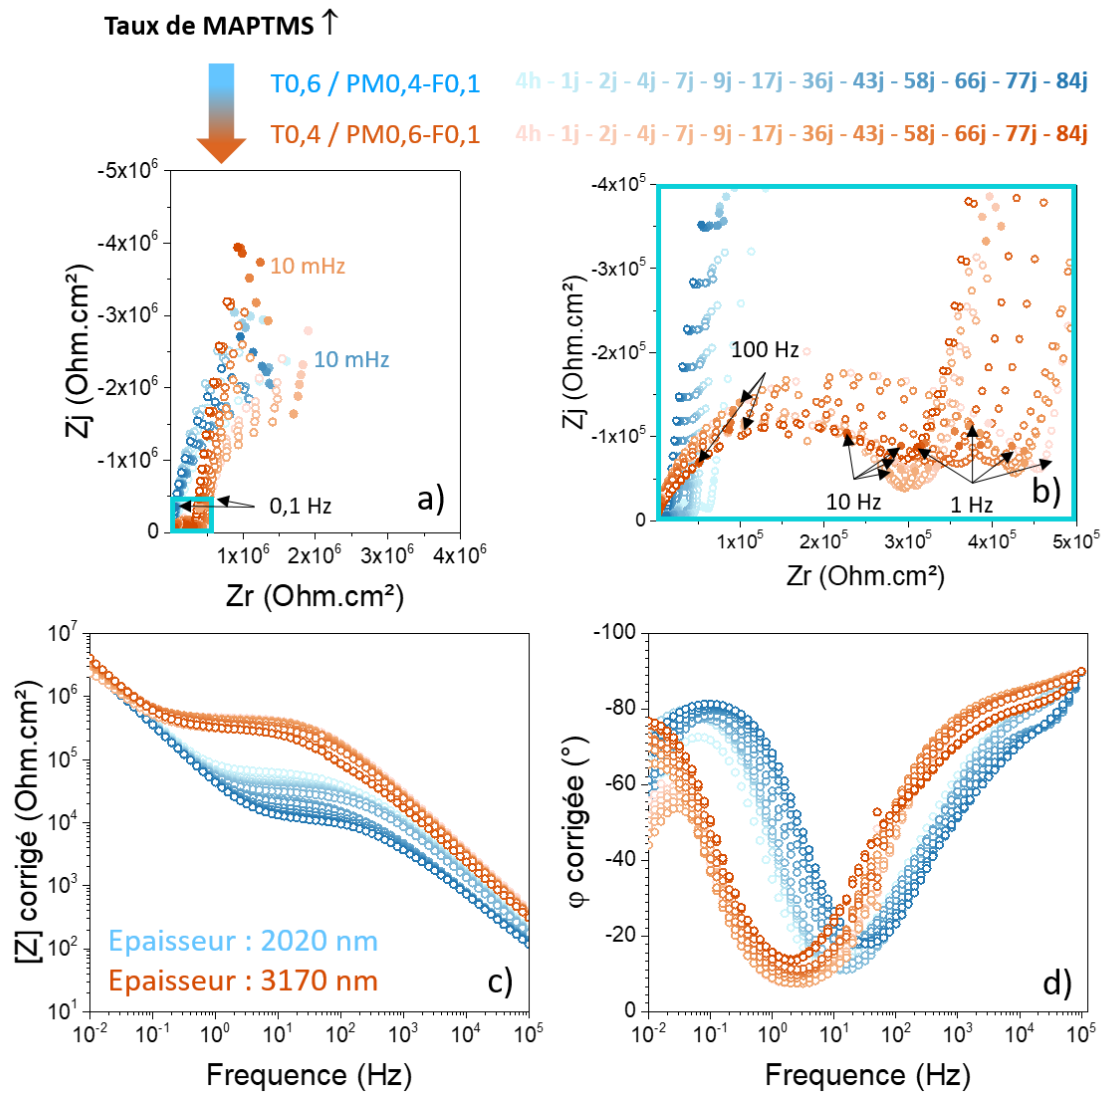 Taux de MAPTMS ↑
T0,6 / PM0,4-F0,1 4h - 1j - 2j - 4j - 7j - 9j - 17j - 36j - 43j - 58j - 66j - 77j - 84j
T0,4 / PM0,6-F0,1 4h - 1j - 2j - 4j - 7j - 9j - 17j - 36j - 43j - 58j - 66j - 77j - 84j
-5x10⁶
-4x10⁶
-3x10⁶
-2x10⁶
-1x10⁶
0
Zj (Ohm.cm²)
10 mHz
10 mHz
0,1 Hz
a)
1x10⁶ 2x10⁶ 3x10⁶ 4x10⁶
Zr (Ohm.cm²)
-4x10⁵
-3x10⁵
-2x10⁵
-1x10⁵
0
Zj (Ohm.cm²)
100 Hz
10 Hz
1 Hz
b)
1x10⁵ 2x10⁵ 3x10⁵ 4x10⁵ 5x10⁵
Zr (Ohm.cm²)
10⁷
10⁶
10⁵
10⁴
10³
10²
10¹
[Z] corrigé (Ohm.cm²)
Epaisseur : 2020 nm
Epaisseur : 3170 nm
c)
10⁻² 10⁻¹ 10⁰ 10¹ 10² 10³ 10⁴ 10⁵
Frequence (Hz)
-100
-80
-60
-40
-20
0
φ corrigée (°)
d)
10⁻² 10⁻¹ 10⁰ 10¹ 10² 10³ 10⁴ 10⁵
Frequence (Hz)